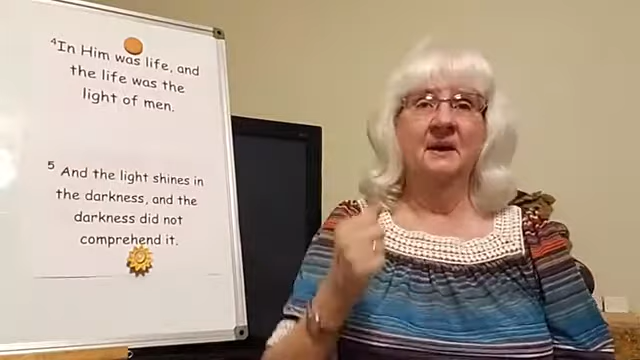 4In Him was life, and
the life was the
light of men.
5 And the light shines in
the darkness, and the
darkness did not
comprehend it.